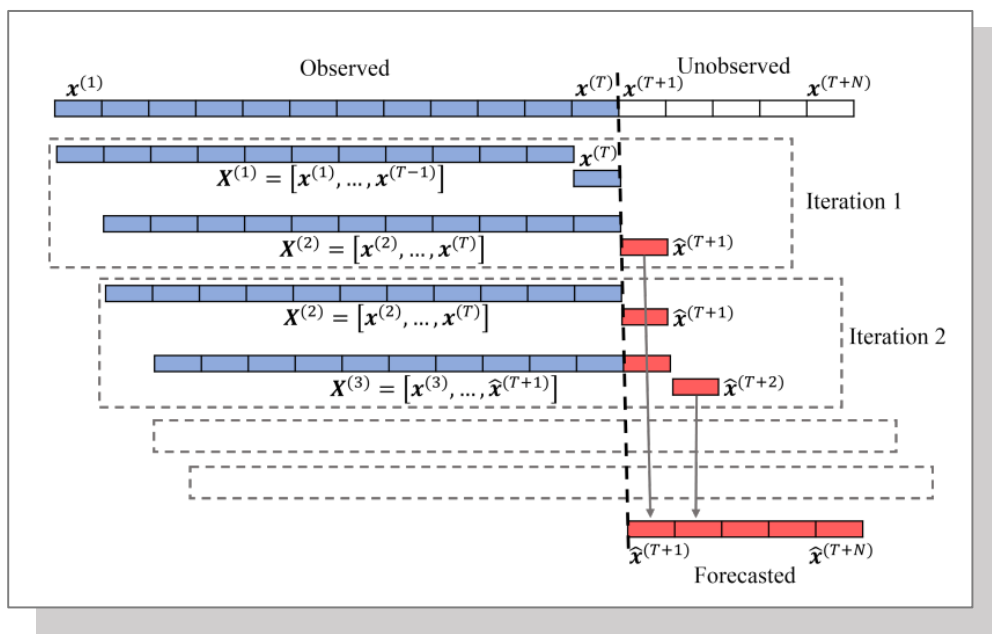 Observed
Unobserved
𝒙^(1)
𝒙^(T)
𝒙^(T+1)
𝒙^(T+N)
𝒙^(T)
𝑿^(1) = [𝒙^(1), …, 𝒙^(T−1)]
Iteration 1
𝑿^(2) = [𝒙^(2), …, 𝒙^(T)]
𝒙̂^(T+1)
𝑿^(2) = [𝒙^(2), …, 𝒙^(T)]
𝒙̂^(T+1)
Iteration 2
𝑿^(3) = [𝒙^(3), …, 𝒙̂^(T+1)]
𝒙̂^(T+2)
𝒙̂^(T+1)
𝒙̂^(T+N)
Forecasted